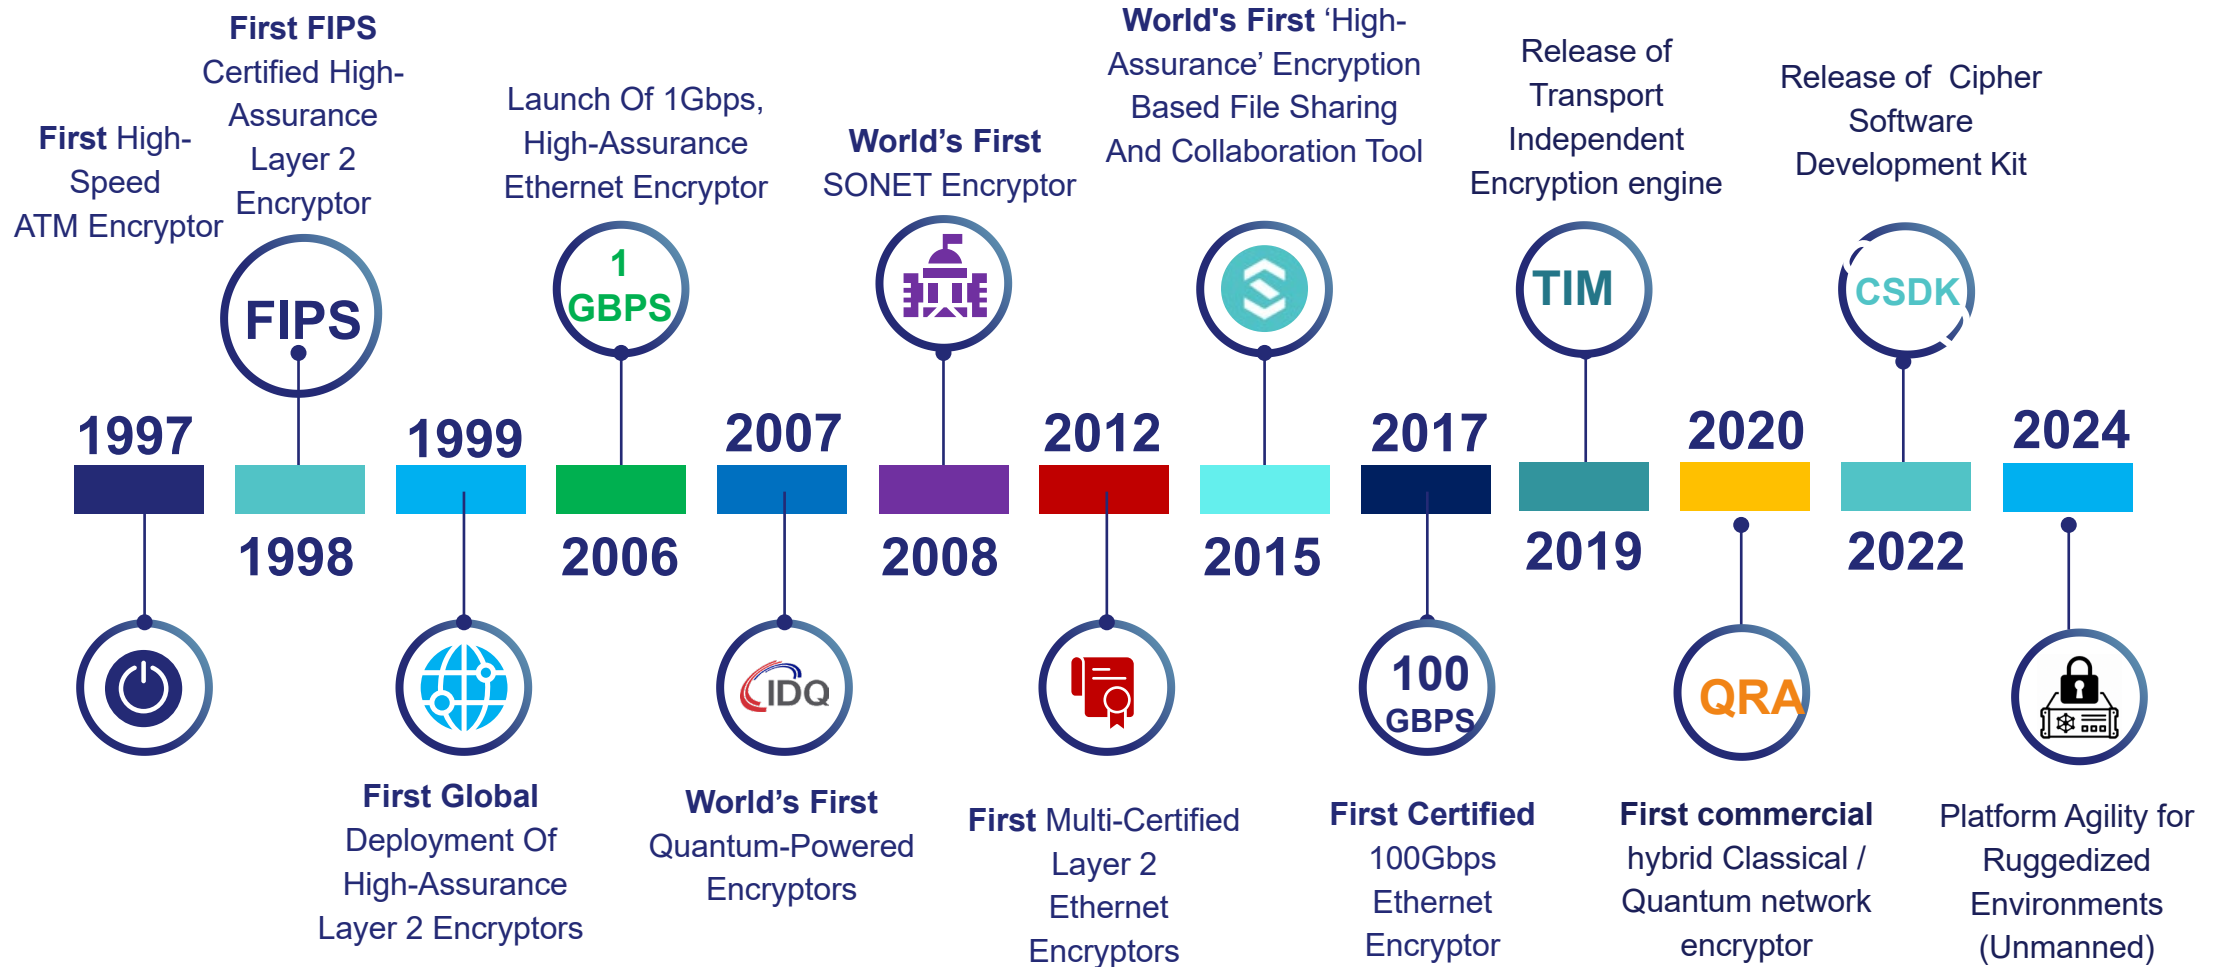 First High-
Speed
ATM Encryptor
1997
First FIPS
Certified High-
Assurance
Layer 2
Encryptor
FIPS
1998
1999
First Global
Deployment Of
High-Assurance
Layer 2 Encryptors
Launch Of 1Gbps,
High-Assurance
Ethernet Encryptor
1
GBPS
2006
2007
IDQ
World’s First
Quantum-Powered
Encryptors
World’s First
SONET Encryptor
2008
2012
First Multi-Certified
Layer 2
Ethernet
Encryptors
World's First ‘High-
Assurance’ Encryption
Based File Sharing
And Collaboration Tool
2015
2017
100
GBPS
First Certified
100Gbps
Ethernet
Encryptor
Release of
Transport
Independent
Encryption engine
TIM
2019
2020
QRA
First commercial
hybrid Classical /
Quantum network
encryptor
Release of  Cipher
Software
Development Kit
CSDK
2022
2024
Platform Agility for
Ruggedized
Environments
(Unmanned)